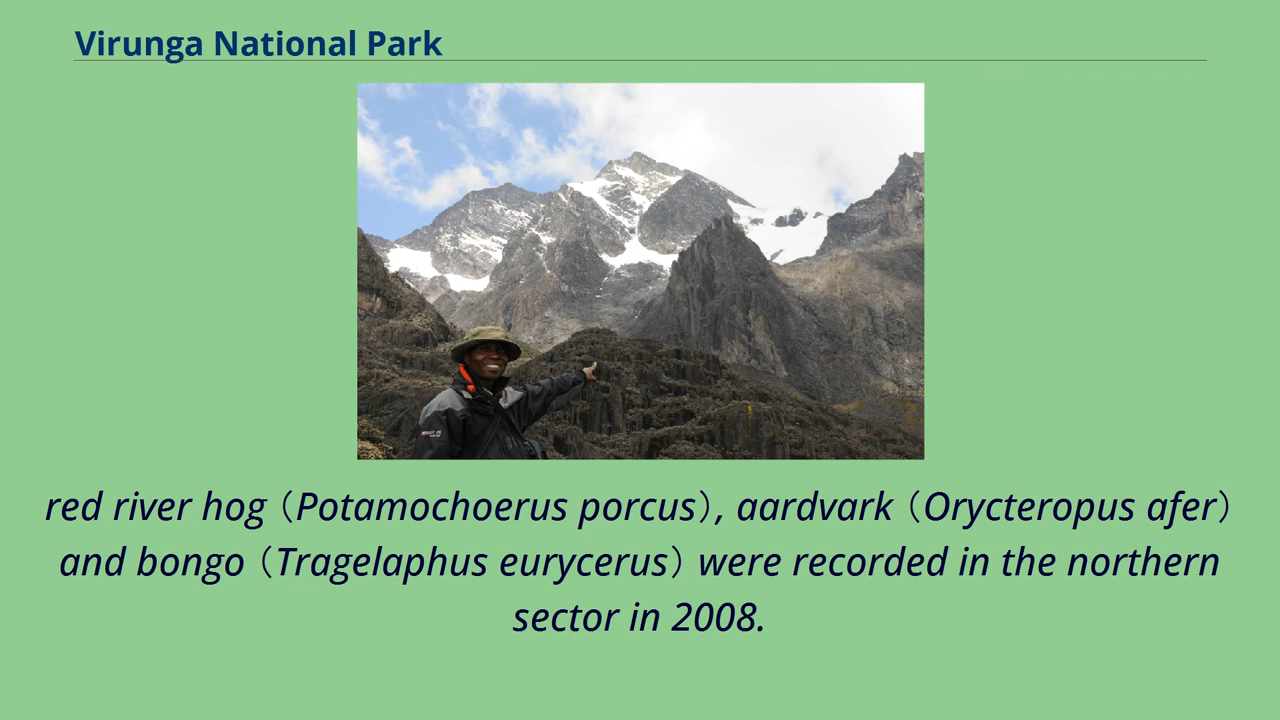 Virunga National Park
red river hog （Potamochoerus porcus）, aardvark （Orycteropus afer）
and bongo （Tragelaphus eurycerus） were recorded in the northern
sector in 2008.